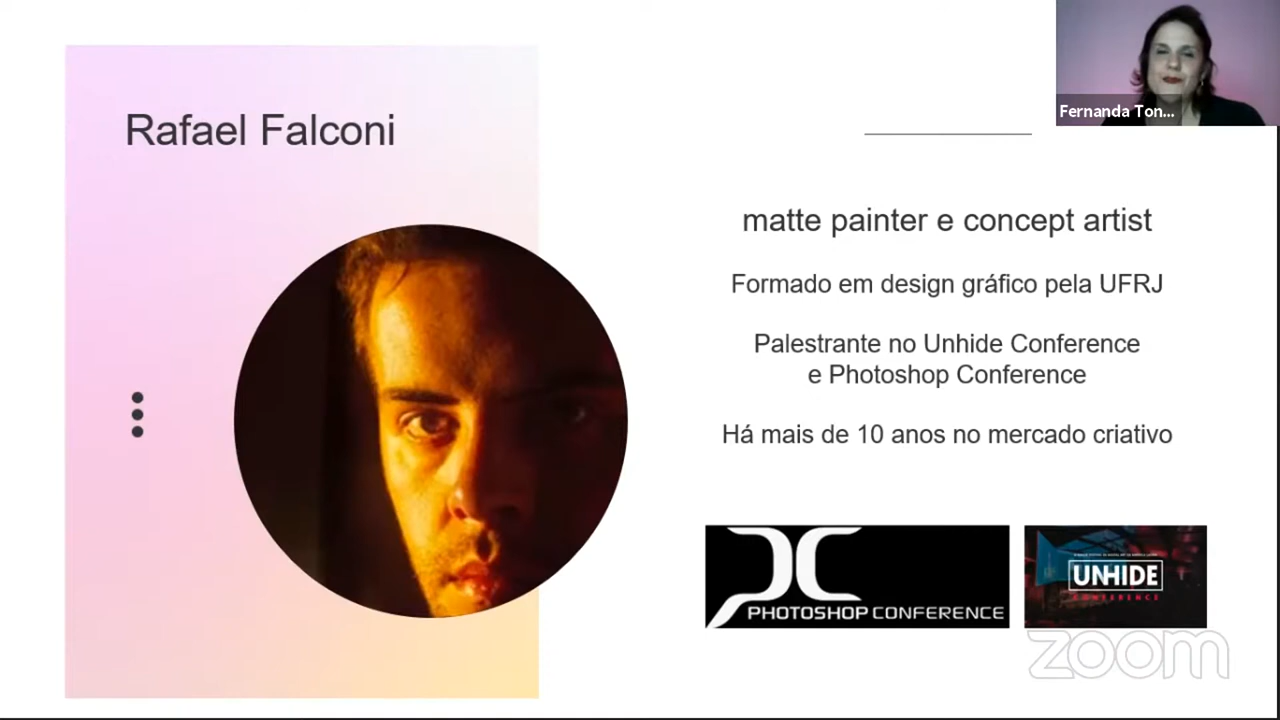 Rafael Falconi
Fernanda Ton...
matte painter e concept artist
Formado em design gráfico pela UFRJ
Palestrante no Unhide Conference
e Photoshop Conference
Há mais de 10 anos no mercado criativo
PHOTOSHOP CONFERENCE
UNHIDE
CONFERENCE
zoom